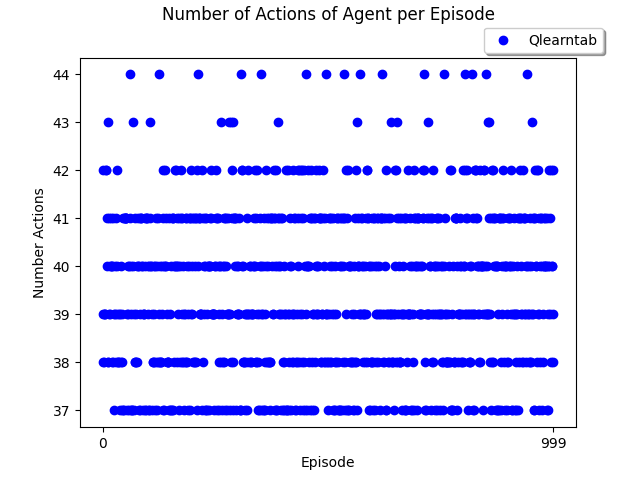 Number of Actions of Agent per Episode
Qlearntab
44
43
42
41
40
39
38
37
Number Actions
0
999
Episode